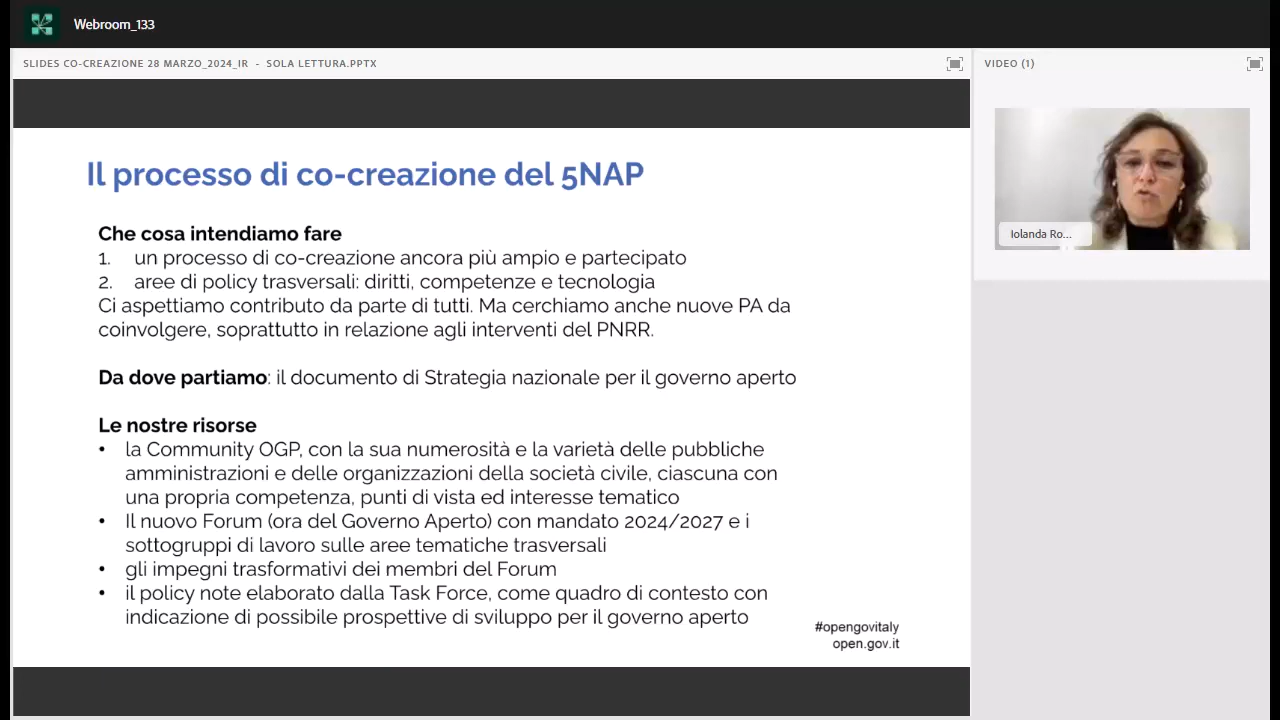 Webroom_133
SLIDES CO-CREAZIONE 28 MARZO_2024_IR - SOLA LETTURA.PPTX
VIDEO (1)
Iolanda Ro...
Il processo di co-creazione del 5NAP
Che cosa intendiamo fare
1. un processo di co-creazione ancora più ampio e partecipato
2. aree di policy trasversali: diritti, competenze e tecnologia
Ci aspettiamo contributo da parte di tutti. Ma cerchiamo anche nuove PA da
coinvolgere, soprattutto in relazione agli interventi del PNRR.
Da dove partiamo: il documento di Strategia nazionale per il governo aperto
Le nostre risorse
• la Community OGP, con la sua numerosità e la varietà delle pubbliche
amministrazioni e delle organizzazioni della società civile, ciascuna con
una propria competenza, punti di vista ed interesse tematico
• Il nuovo Forum (ora del Governo Aperto) con mandato 2024/2027 e i
sottogruppi di lavoro sulle aree tematiche trasversali
• gli impegni trasformativi dei membri del Forum
• il policy note elaborato dalla Task Force, come quadro di contesto con
indicazione di possibile prospettive di sviluppo per il governo aperto
#opengovitaly
open.gov.it